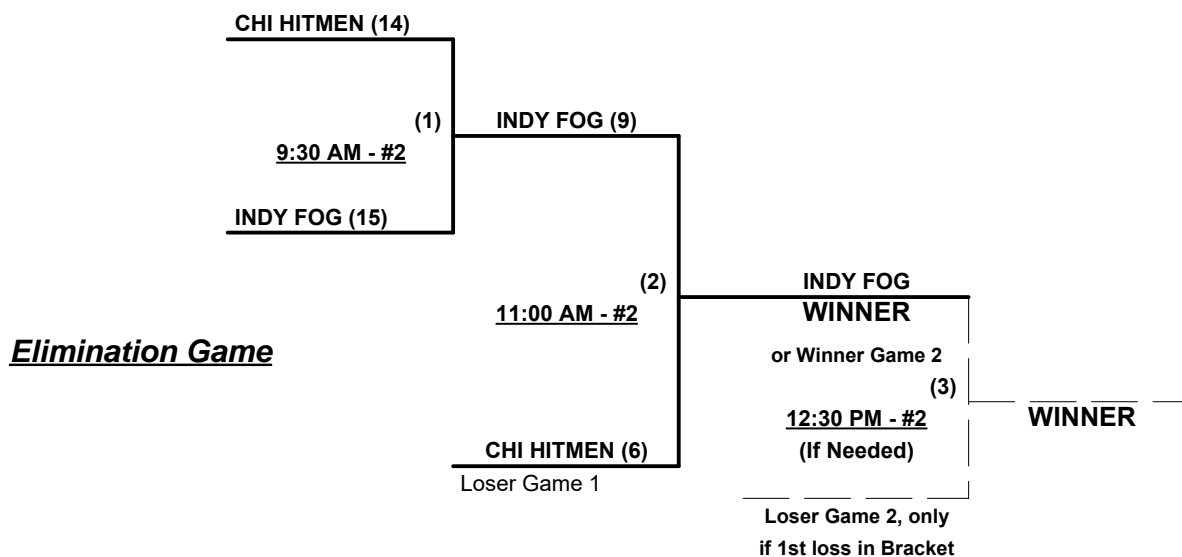 CHI HITMEN (14)
(1)
INDY FOG (9)
9:30 AM - #2
INDY FOG (15)
(2)
INDY FOG
11:00 AM - #2
WINNER
Elimination Game
or Winner Game 2
(3)
12:30 PM - #2
WINNER
(If Needed)
CHI HITMEN (6)
Loser Game 1
Loser Game 2, only
if 1st loss in Bracket